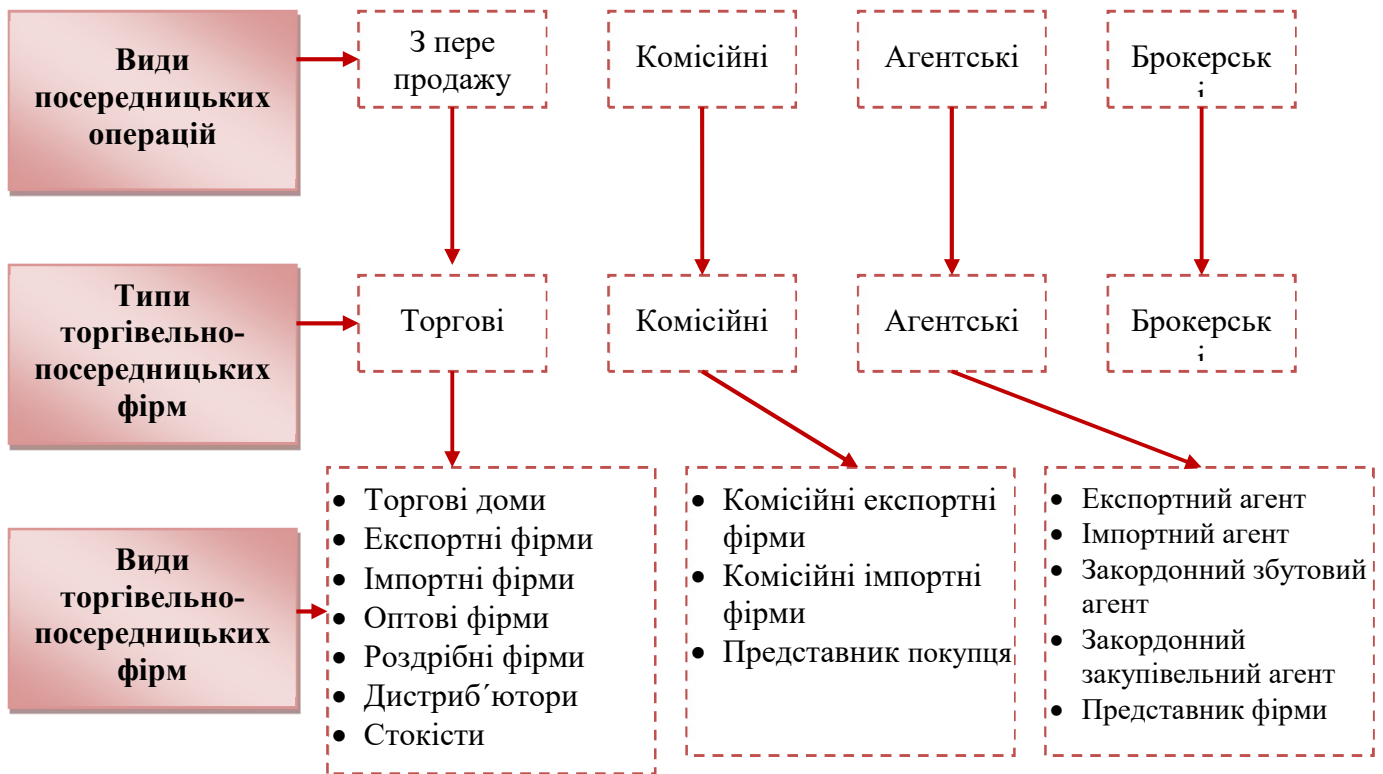 Види
посередницьких
операцій
З пере
продажу
Комісійні
Агентські
Брокерськ
і
Типи
торгівельно-
посередницьких
фірм
Торгові
Комісійні
Агентські
Брокерськ
і
Види
торгівельно-
посередницьких
фірм
• Торгові доми
• Експортні фірми
• Імпортні фірми
• Оптові фірми
• Роздрібні фірми
• Дистриб´ютори
• Стокісти
• Комісійні експортні
фірми
• Комісійні імпортні
фірми
• Представник покупця
• Експортний агент
• Імпортний агент
• Закордонний збутовий
агент
• Закордонний
закупівельний агент
• Представник фірми